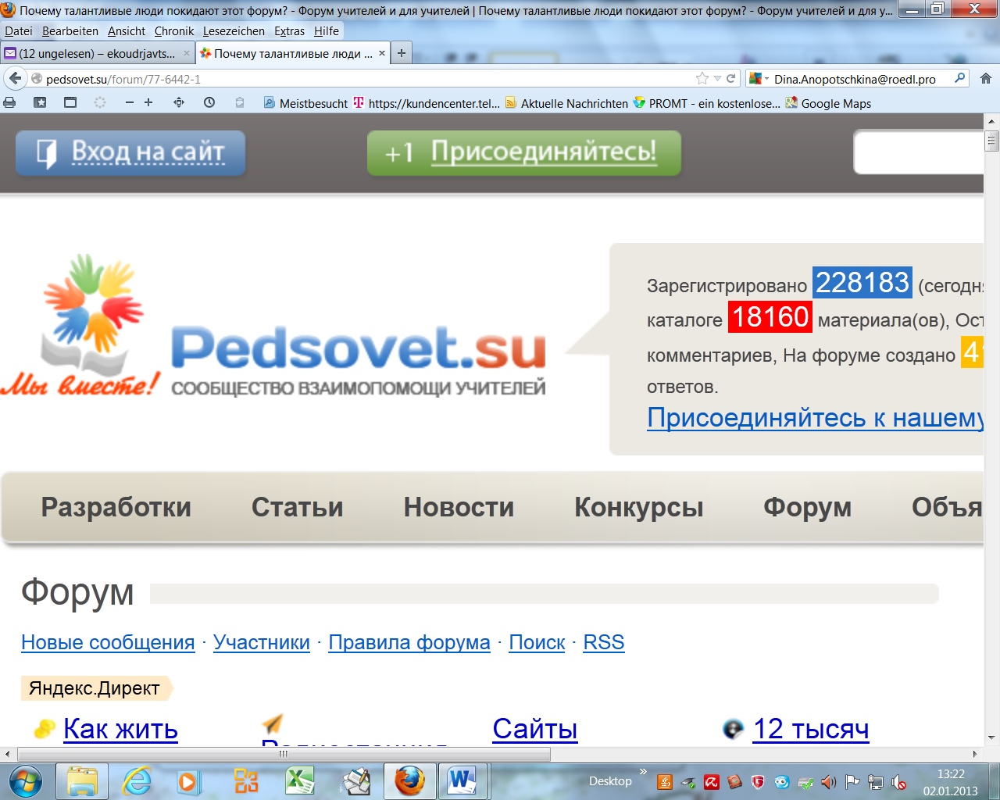 Почему талантливые люди покидают этот форум? - Форум учителей и для учителей | Почему талантливые люди покидают этот форум? - Форум учителей и для у...
Datei Bearbeiten Ansicht Chronik Lesezeichen Extras Hilfe
(12 ungelesen) – ekoudrjavts... Почему талантливые люди ...
pedsovet.su/forum/77-6442-1 Dina.Anopotschkina@roedl.pro
Meistbesucht https://kundencenter.tel... Aktuelle Nachrichten PROMT - ein kostenlose... Google Maps
Вход на сайт +1 Присоединяйтесь!
Зарегистрировано 228183 (сегодня
каталоге 18160 материала(ов), Ост
комментариев, На форуме создано 4
ответов.
Присоединяйтесь к нашему
Pedsovet.su
Мы вместе! СООБЩЕСТВО ВЗАИМОПОМОЩИ УЧИТЕЛЕЙ
Разработки Статьи Новости Конкурсы Форум Объя
Форум
Новые сообщения · Участники · Правила форума · Поиск · RSS
Яндекс.Директ
Как жить Радиостанция Сайты 12 тысяч
Desktop » 13:22
02.01.2013